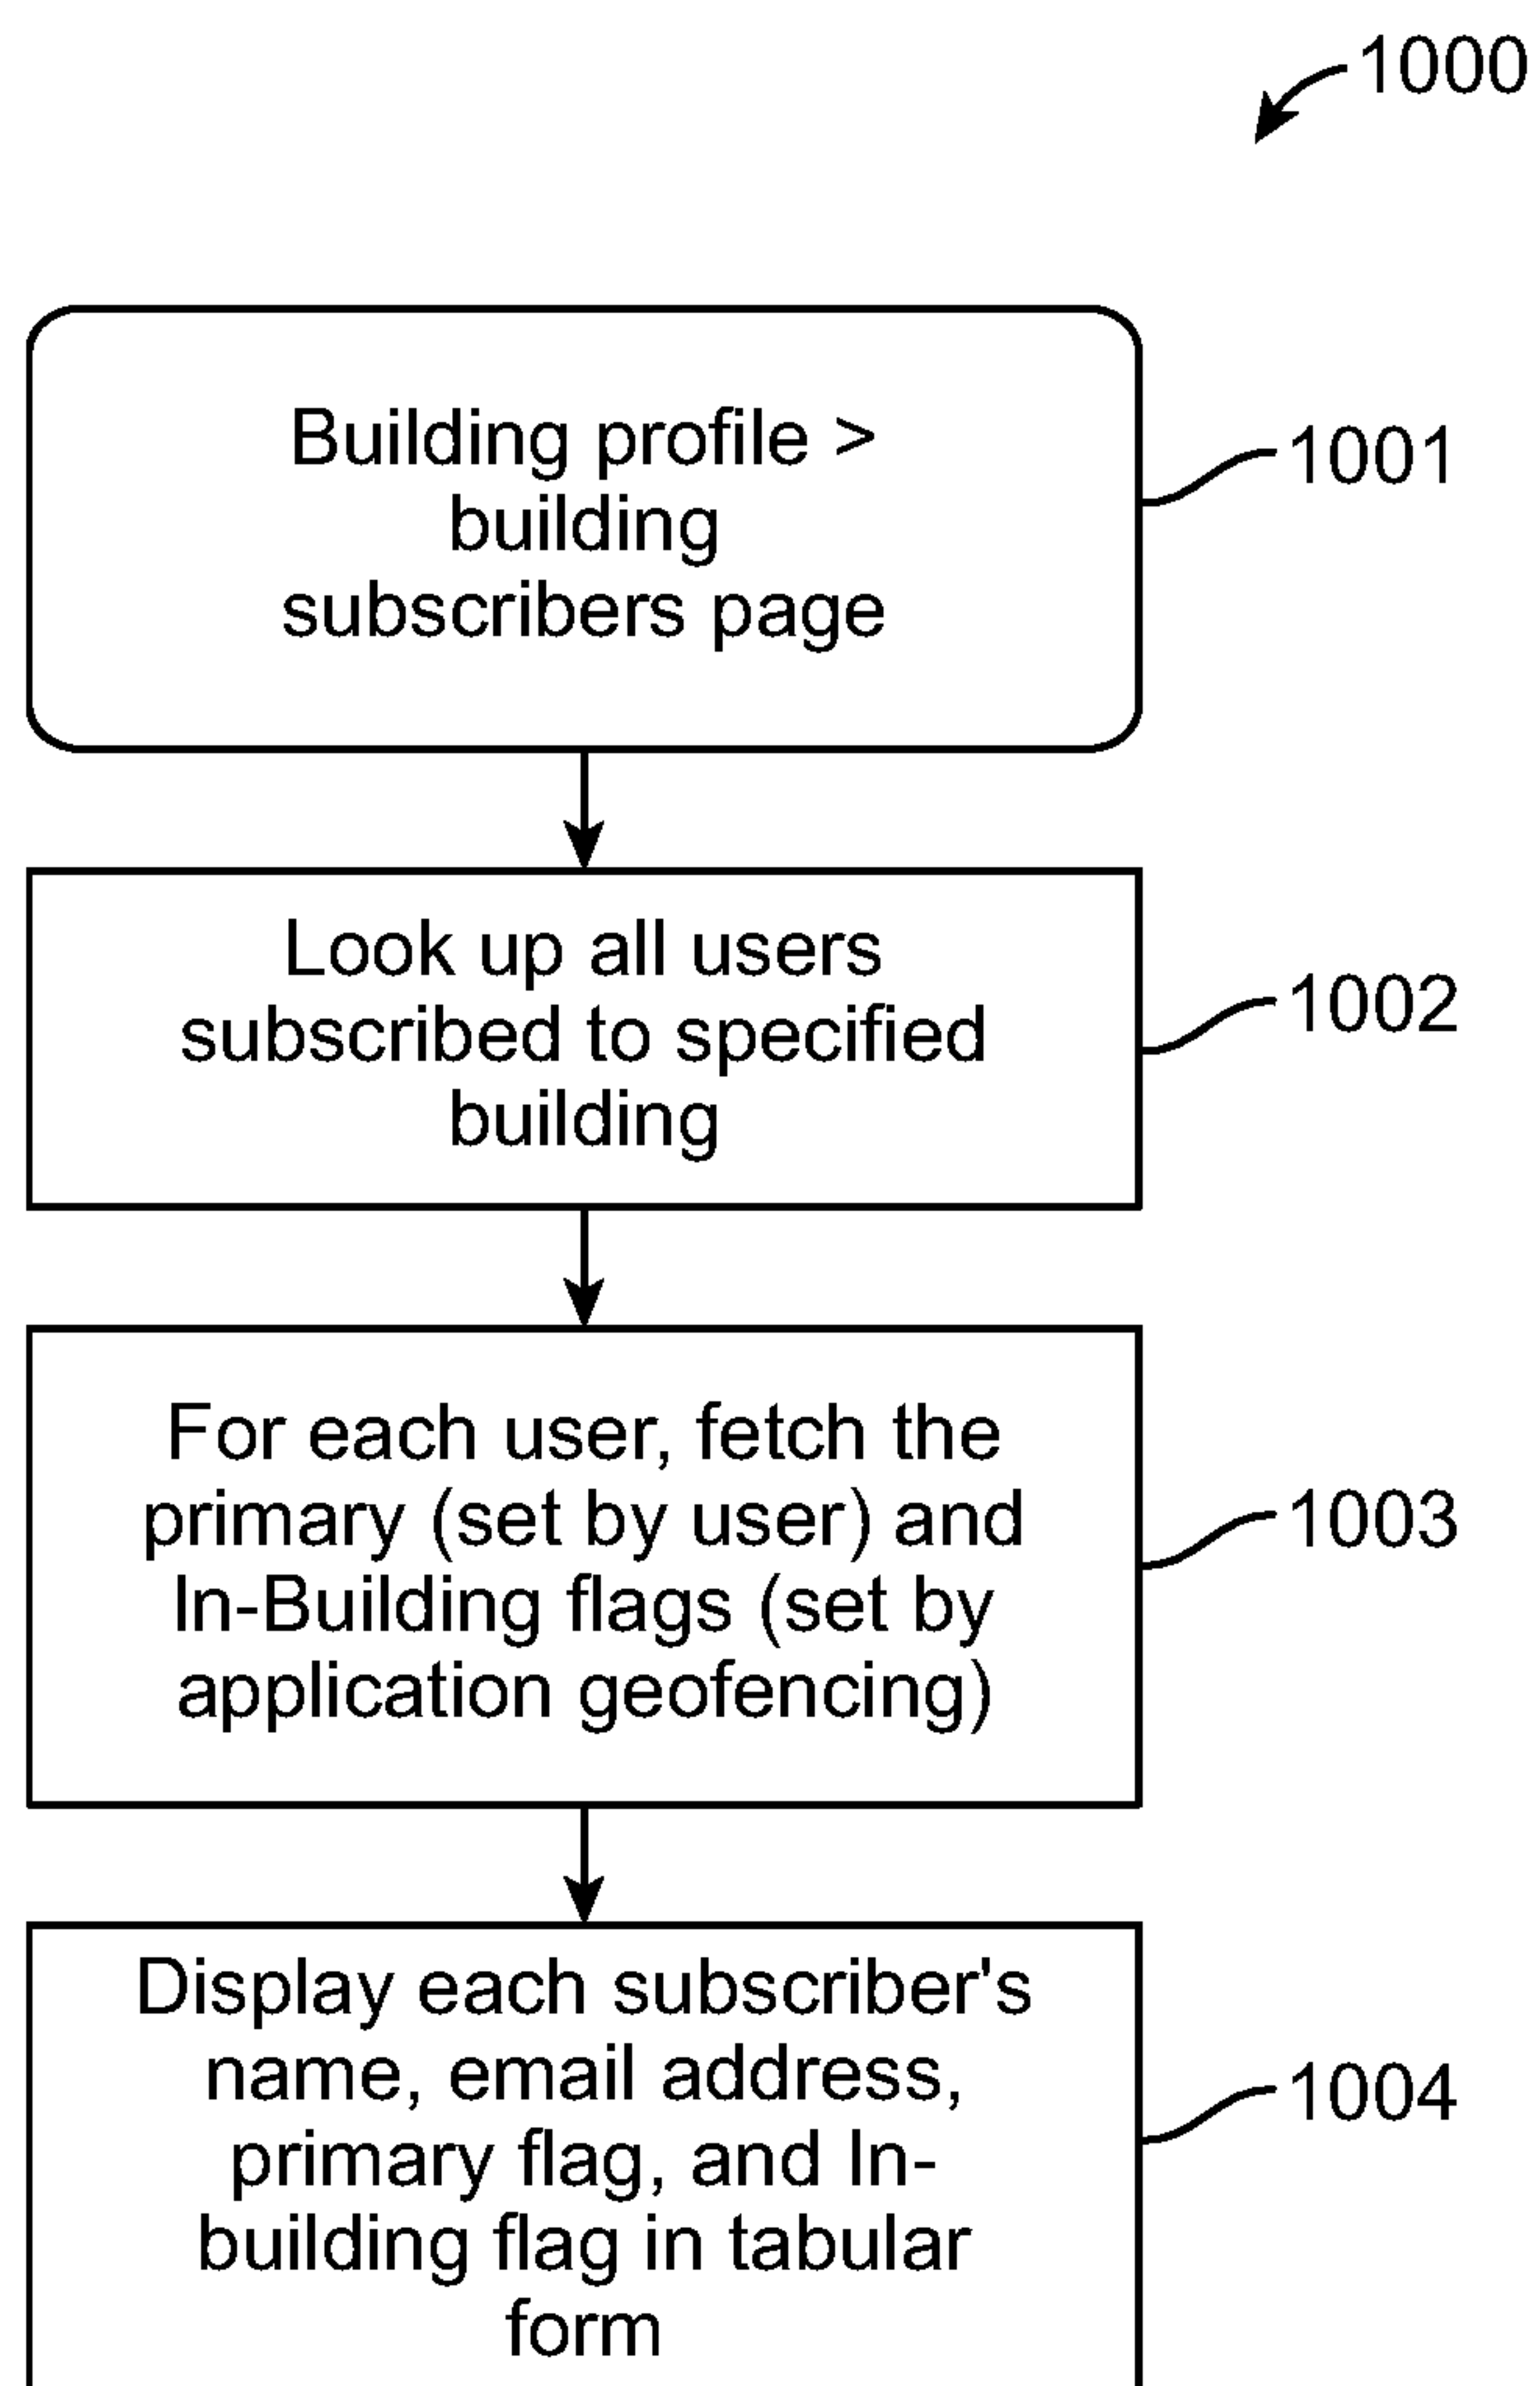 1000
Building profile >
building
subscribers page
1001
Look up all users
subscribed to specified
building
1002
For each user, fetch the
primary (set by user) and
In-Building flags (set by
application geofencing)
1003
Display each subscriber's
name, email address,
primary flag, and In-
building flag in tabular
form
1004